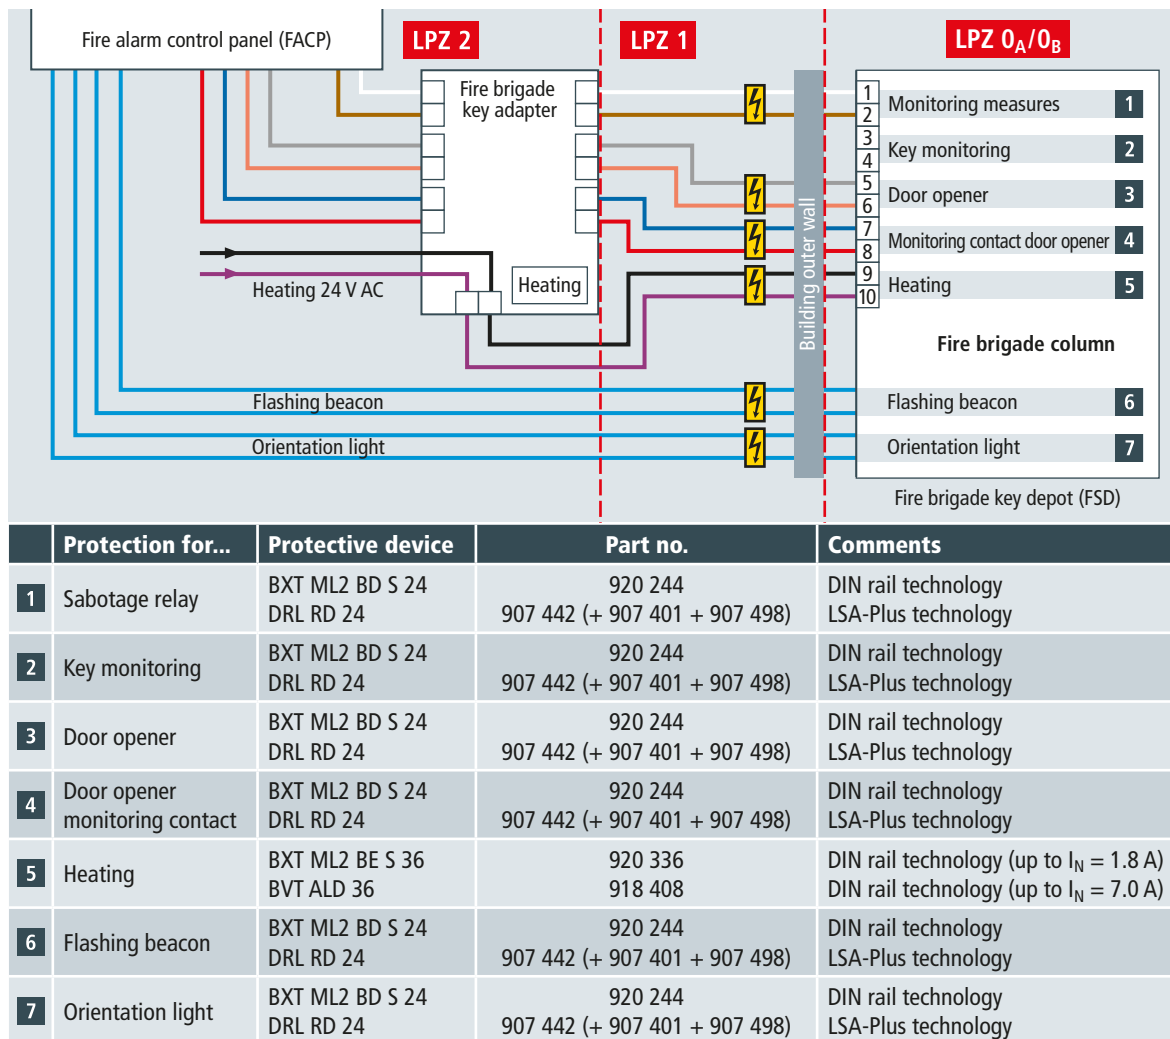 Fire alarm control panel (FACP)
LPZ 2
LPZ 1
LPZ 0A/0B
Fire brigade
key adapter
Heating
Heating 24 V AC
Flashing beacon
Orientation light
Building outer wall
1
2
3
4
5
6
7
8
9
10
Monitoring measures 1
Key monitoring 2
Door opener 3
Monitoring contact door opener 4
Heating 5
Fire brigade column
Flashing beacon 6
Orientation light 7
Fire brigade key depot (FSD)
Protection for... Protective device Part no. Comments
1 Sabotage relay
BXT ML2 BD S 24 920 244 DIN rail technology
DRL RD 24 907 442 (+ 907 401 + 907 498) LSA-Plus technology
2 Key monitoring
BXT ML2 BD S 24 920 244 DIN rail technology
DRL RD 24 907 442 (+ 907 401 + 907 498) LSA-Plus technology
3 Door opener
BXT ML2 BD S 24 920 244 DIN rail technology
DRL RD 24 907 442 (+ 907 401 + 907 498) LSA-Plus technology
4 Door opener
monitoring contact
BXT ML2 BD S 24 920 244 DIN rail technology
DRL RD 24 907 442 (+ 907 401 + 907 498) LSA-Plus technology
5 Heating
BXT ML2 BE S 36 920 336 DIN rail technology (up to IN = 1.8 A)
BVT ALD 36 918 408 DIN rail technology (up to IN = 7.0 A)
6 Flashing beacon
BXT ML2 BD S 24 920 244 DIN rail technology
DRL RD 24 907 442 (+ 907 401 + 907 498) LSA-Plus technology
7 Orientation light
BXT ML2 BD S 24 920 244 DIN rail technology
DRL RD 24 907 442 (+ 907 401 + 907 498) LSA-Plus technology